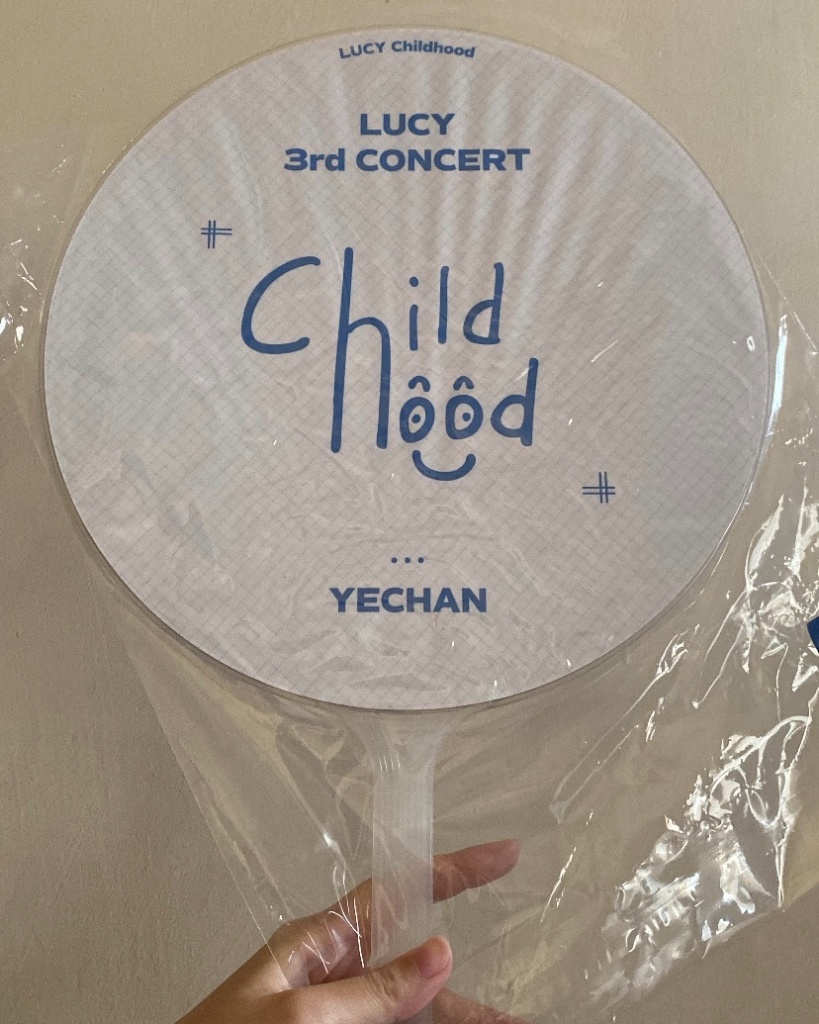 LUCY Childhood
LUCY
3rd CONCERT
Child
hood
...
YECHAN